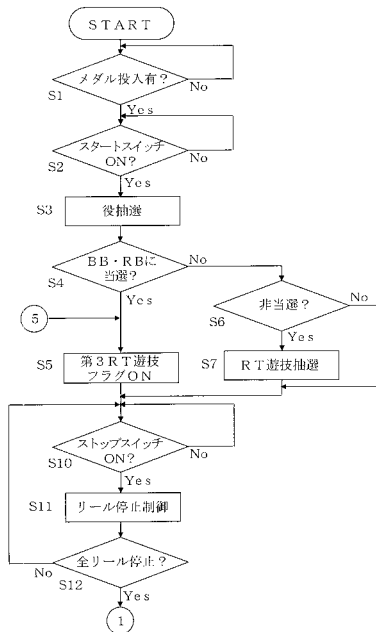 START
メダル投入有?
S1
No
Yes
スタートスイッチ
ON?
S2
No
Yes
S3
役抽選
BB・RBに
当選?
S4
No
Yes
非当選?
S6
No
Yes
5
S5
第3RT遊技
フラグON
S7
RT遊技抽選
ストップスイッチ
ON?
S10
No
Yes
S11
リール停止制御
全リール停止?
No
S12
Yes
1